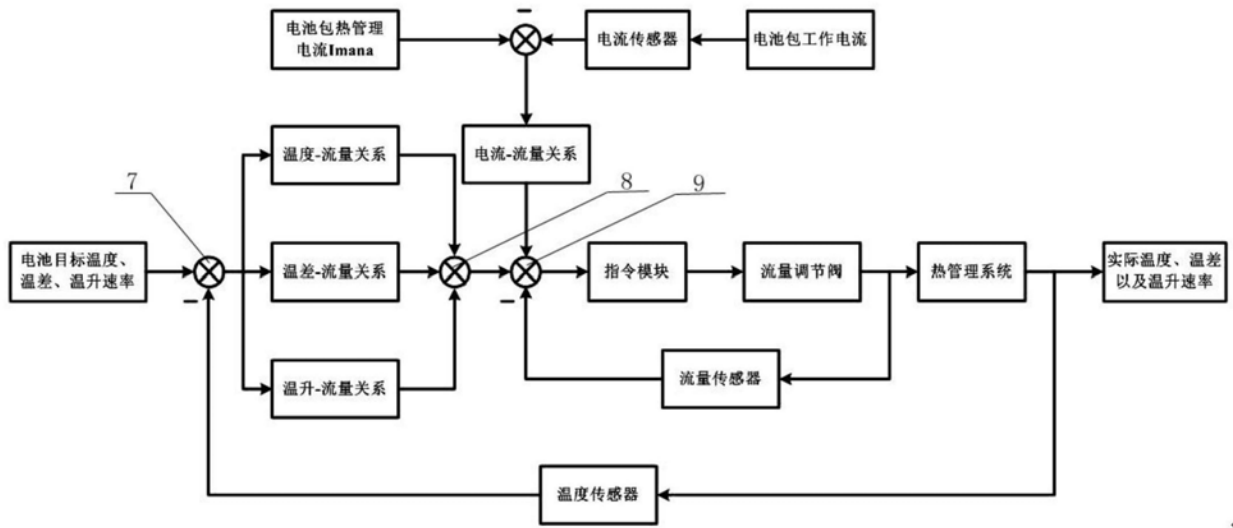 电池包热管理
电流Imana
电流传感器
电池包工作电流
温度-流量关系
电流-流量关系
7
8
9
电池目标温度、
温差、温升速率
温差-流量关系
指令模块
流量调节阀
热管理系统
实际温度、温差
以及温升速率
温升-流量关系
流量传感器
温度传感器